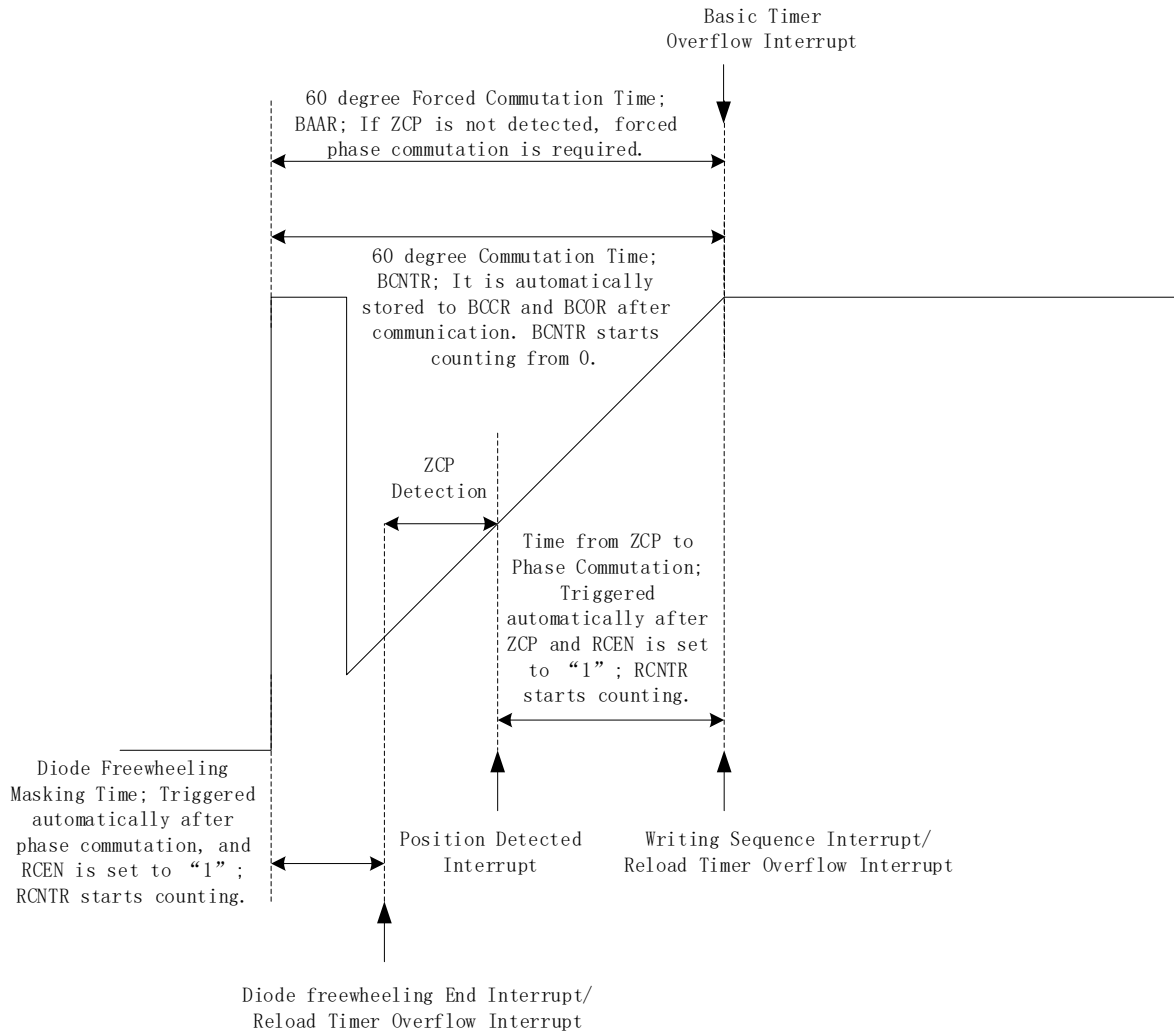 Basic Timer
Overflow Interrupt
60 degree Forced Commutation Time;
BAAR; If ZCP is not detected, forced
phase commutation is required.
60 degree Commutation Time;
BCNTR; It is automatically
stored to BCCR and BCOR after
communication. BCNTR starts
counting from 0.
ZCP
Detection
Time from ZCP to
Phase Commutation;
Triggered
automatically after
ZCP and RCEN is set
to “1”; RCNTR
starts counting.
Diode Freewheeling
Masking Time; Triggered
automatically after
phase commutation, and
RCEN is set to “1”;
RCNTR starts counting.
Position Detected
Interrupt
Writing Sequence Interrupt/
Reload Timer Overflow Interrupt
Diode freewheeling End Interrupt/
Reload Timer Overflow Interrupt